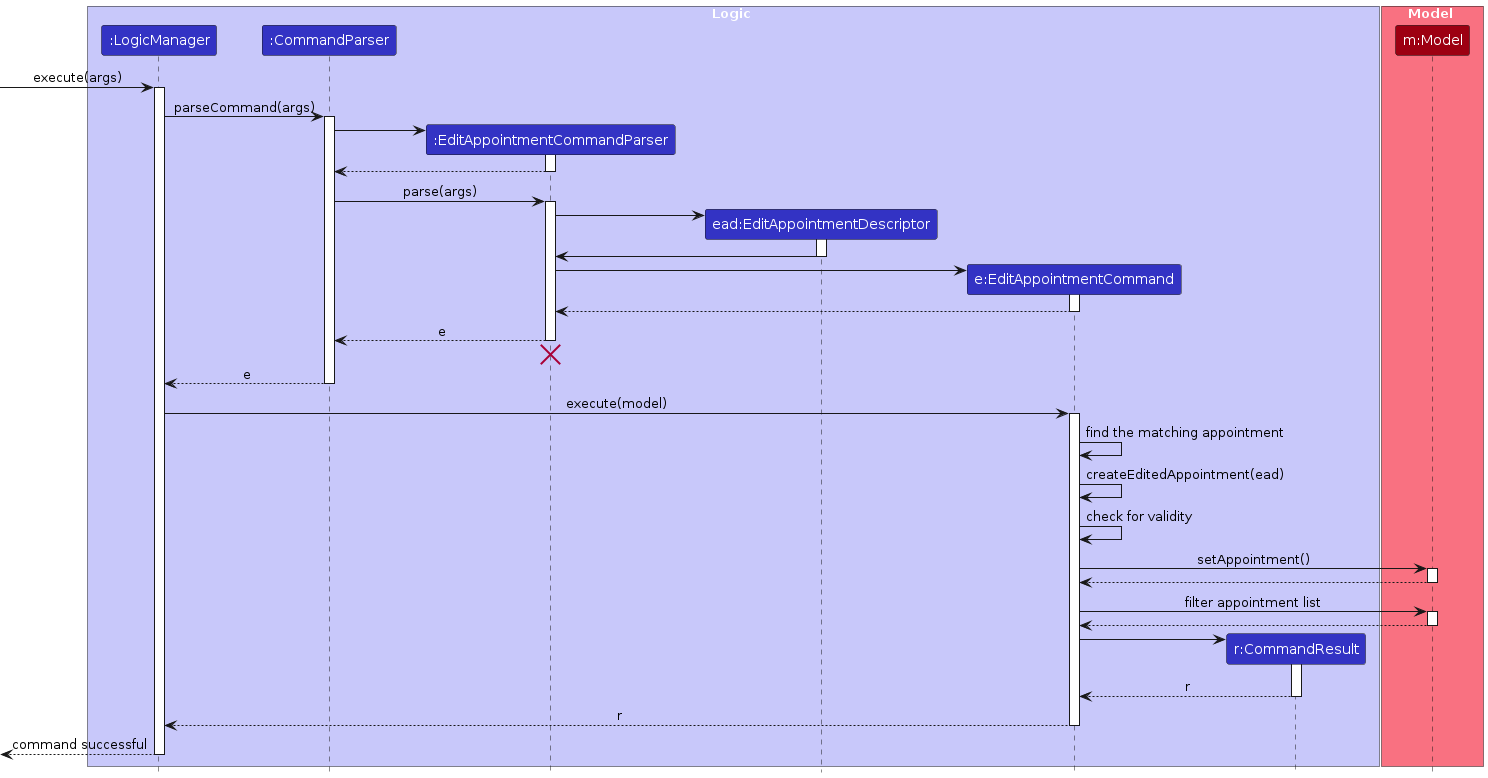 Logic
Model
:LogicManager
:CommandParser
m:Model
execute(args)
parseCommand(args)
:EditAppointmentCommandParser
parse(args)
ead:EditAppointmentDescriptor
e:EditAppointmentCommand
e
e
execute(model)
find the matching appointment
createEditedAppointment(ead)
check for validity
setAppointment()
filter appointment list
r:CommandResult
r
r
command successful